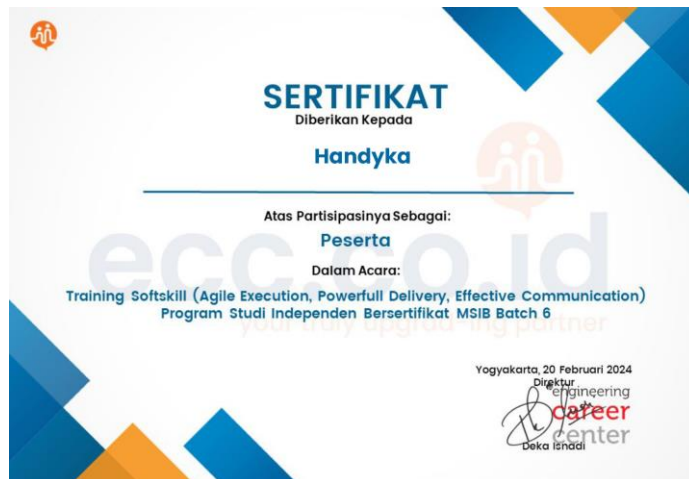 SERTIFIKAT
Diberikan Kepada
Handyka
Atas Partisipasinya Sebagai:
Peserta
Dalam Acara:
Training Softskill (Agile Execution, Powerfull Delivery, Effective Communication)
Program Studi Independen Bersertifikat MSIB Batch 6
ecc.co.id
your truly upgrad-ing partner
Yogyakarta, 20 Februari 2024
Direktur
engineering
career
center
Deka Isnadi